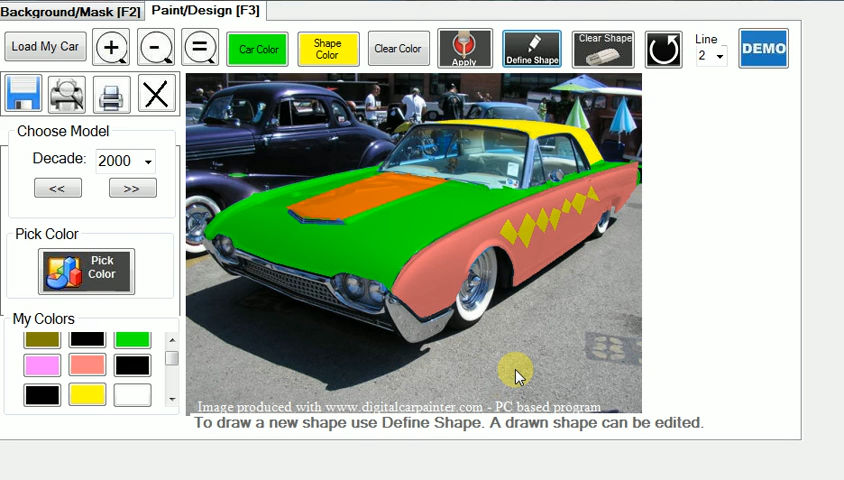 Background/Mask [F2]
Paint/Design [F3]
Load My Car
+
-
=
Car Color
Shape
Color
Clear Color
Apply
Define Shape
Clear Shape
Line
2
DEMO
Choose Model
Decade: 2000
<<
>>
Pick Color
Pick
Color
My Colors
Image produced with www.digitalcarpainter.com - PC based program
To draw a new shape use Define Shape. A drawn shape can be edited.